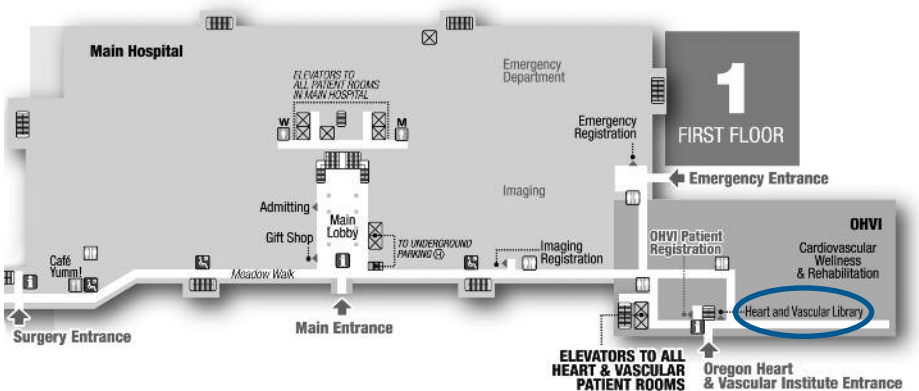 Main Hospital
ELEVATORS TO
ALL PATIENT ROOMS
IN MAIN HOSPITAL
W
M
Emergency
Department
Emergency
Registration
1
FIRST FLOOR
Emergency Entrance
Imaging
Admitting
Main
Lobby
Gift Shop
TO UNDERGROUND
PARKING H
Imaging
Registration
OHVI Patient
Registration
OHVI
Cardiovascular
Wellness
& Rehabilitation
Café
Yumm!
Meadow Walk
Heart and Vascular Library
Surgery Entrance
Main Entrance
ELEVATORS TO ALL
HEART & VASCULAR
PATIENT ROOMS
Oregon Heart
& Vascular Institute Entrance